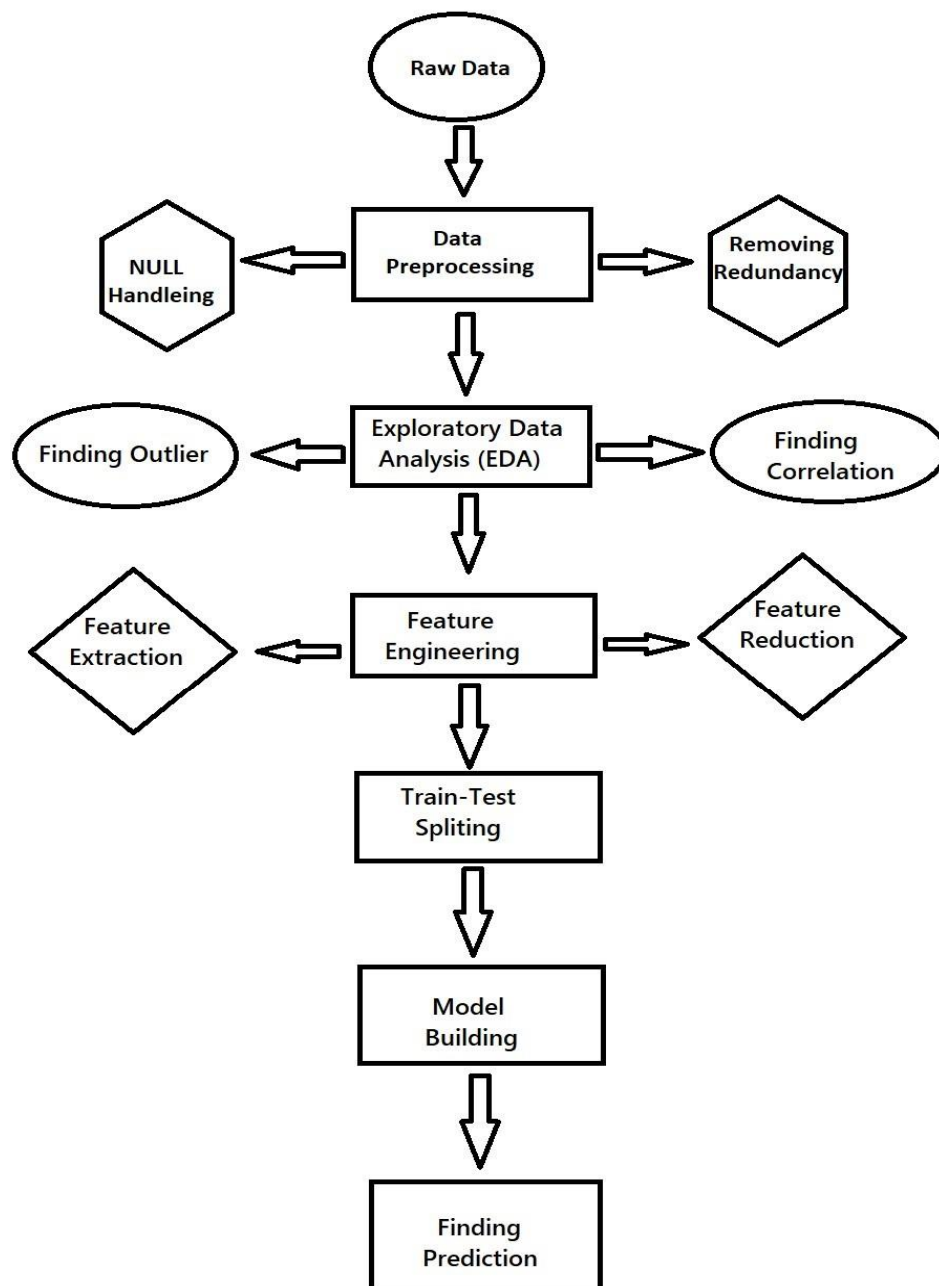 Raw Data
Data
Preprocessing
NULL
Handleing
Removing
Redundancy
Exploratory Data
Analysis (EDA)
Finding Outlier
Finding
Correlation
Feature
Engineering
Feature
Extraction
Feature
Reduction
Train-Test
Spliting
Model
Building
Finding
Prediction